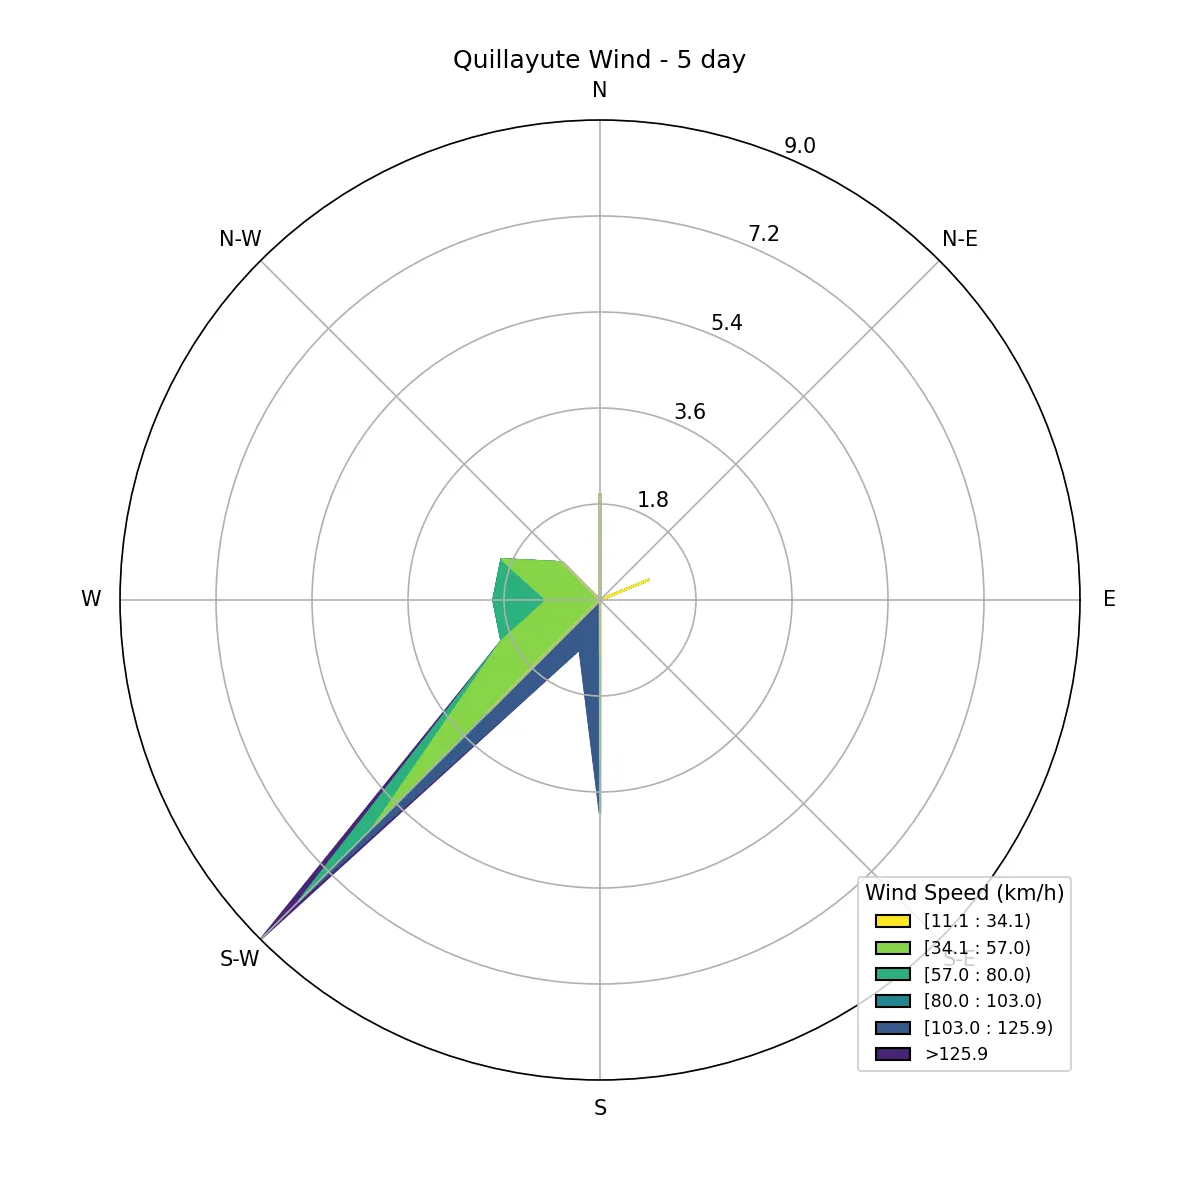 Quillayute Wind - 5 day
N
9.0
7.2
N-W
N-E
5.4
3.6
1.8
W
E
S-W
S-E
S
Wind Speed (km/h)
[11.1 : 34.1)
[34.1 : 57.0)
[57.0 : 80.0)
[80.0 : 103.0)
[103.0 : 125.9)
>125.9